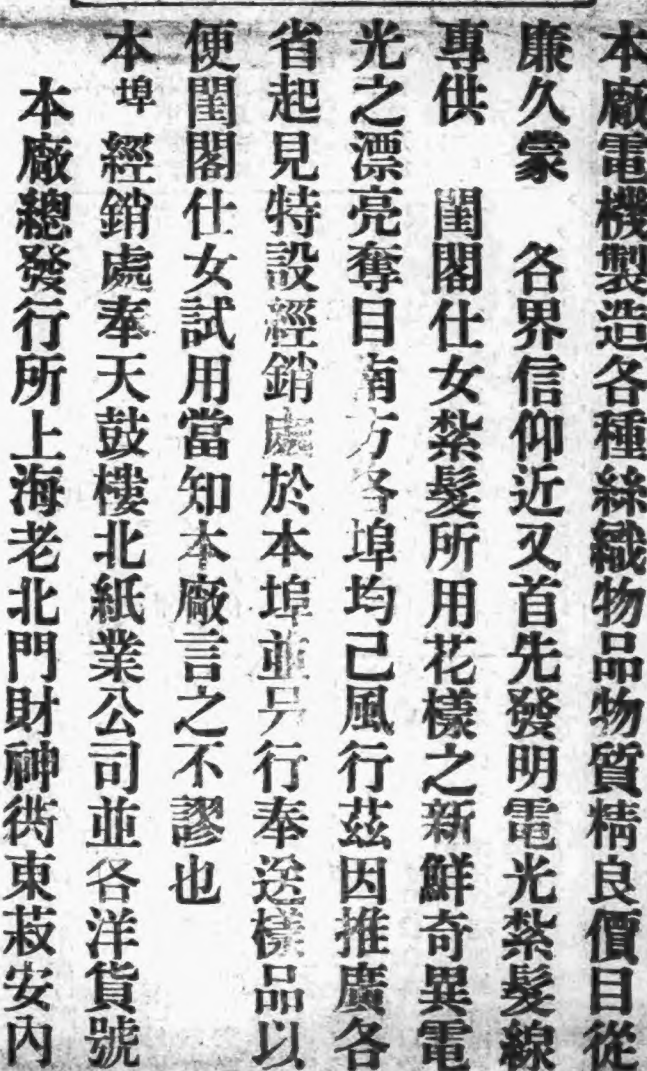 本廠電機製造各種絲織物品物質精良價目從
廉久蒙　各界信仰近又首先發明電光紮髮線
專供　閨閣仕女紮髮所用花樣之新鮮奇異電
光之漂亮奪目南方各埠均已風行茲因推廣各
省起見特設經銷處於本埠並另行奉送樣品以
便閨閣仕女試用當知本廠言之不謬也
本埠　經銷處奉天鼓樓北紙業公司並各洋貨號
本廠總發行所上海老北門財神衖東萩安內